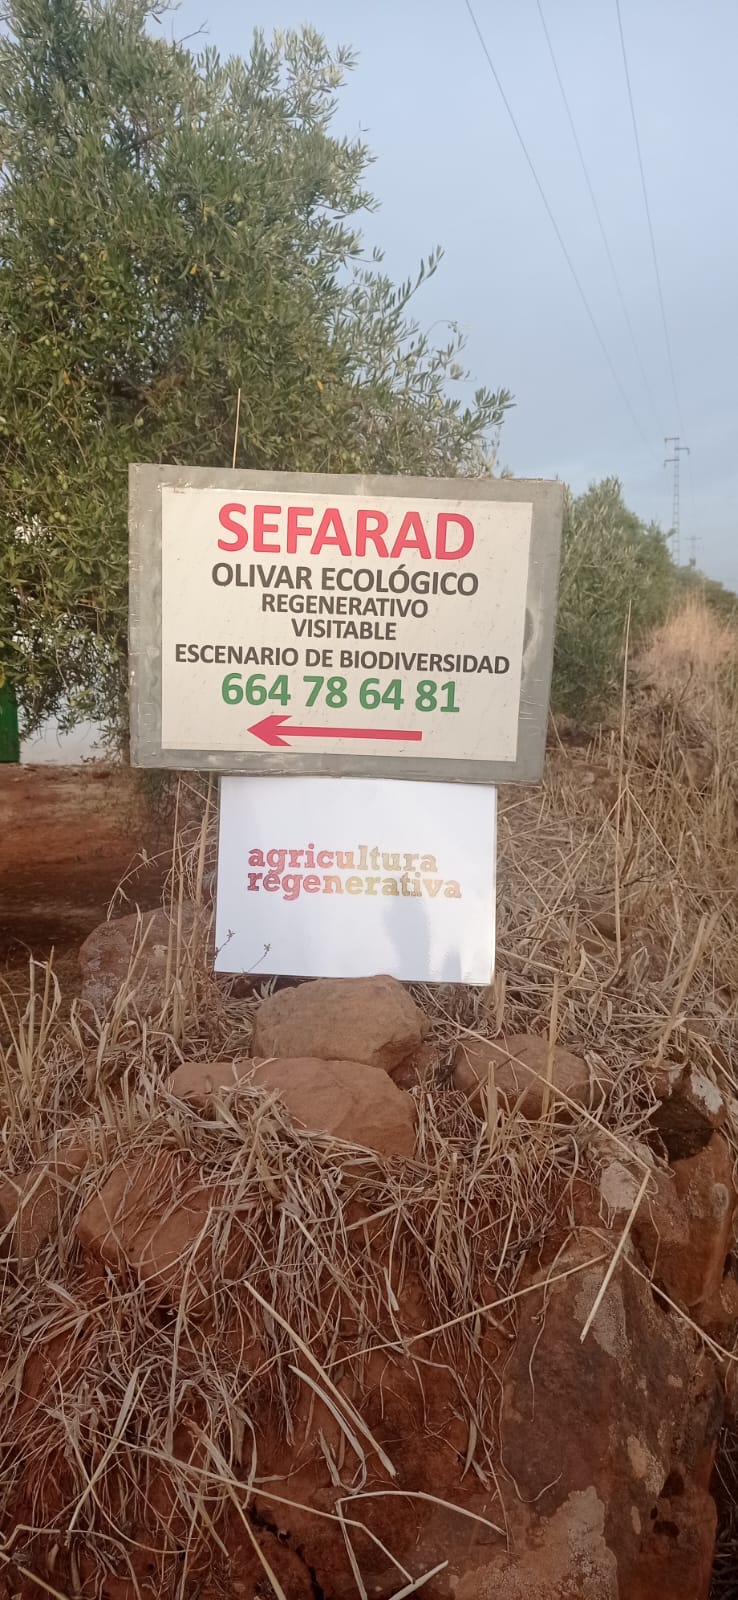 SEFARAD
OLIVAR ECOLÓGICO
REGENERATIVO
VISITABLE
ESCENARIO DE BIODIVERSIDAD
664 78 64 81
agricultura
regenerativa